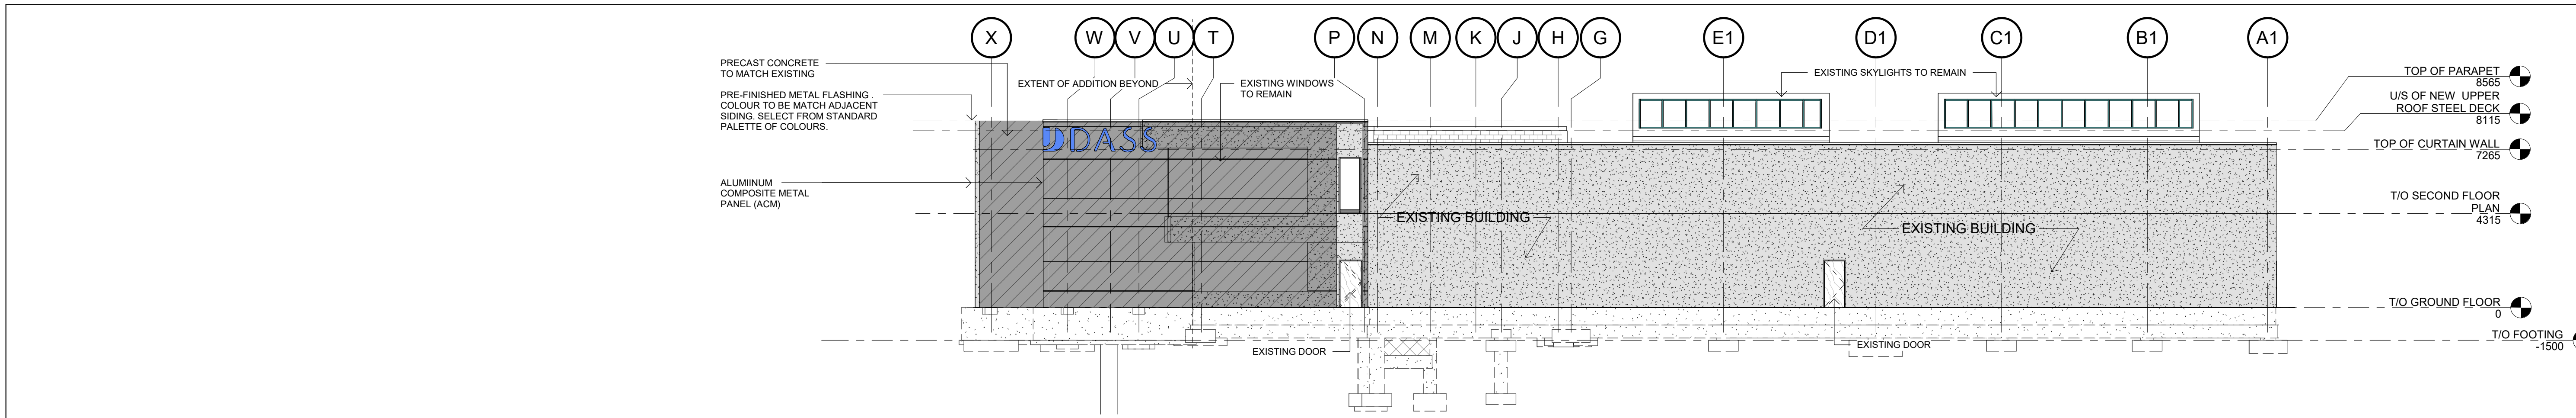 X
W
V
U
T
P
N
M
K
J
H
G
E1
D1
C1
B1
A1
PRECAST CONCRETE
TO MATCH EXISTING
PRE-FINISHED METAL FLASHING .
COLOUR TO BE MATCH ADJACENT
SIDING. SELECT FROM STANDARD
PALETTE OF COLOURS.
ALUMIINUM
COMPOSITE METAL
PANEL (ACM)
EXTENT OF ADDITION BEYOND
EXISTING WINDOWS
TO REMAIN
EXISTING SKYLIGHTS TO REMAIN
DASS
EXISTING BUILDING
EXISTING BUILDING
EXISTING DOOR
EXISTING DOOR
TOP OF PARAPET
8565
U/S OF NEW UPPER
ROOF STEEL DECK
8115
TOP OF CURTAIN WALL
7265
T/O SECOND FLOOR
PLAN
4315
T/O GROUND FLOOR
0
T/O FOOTING
-1500